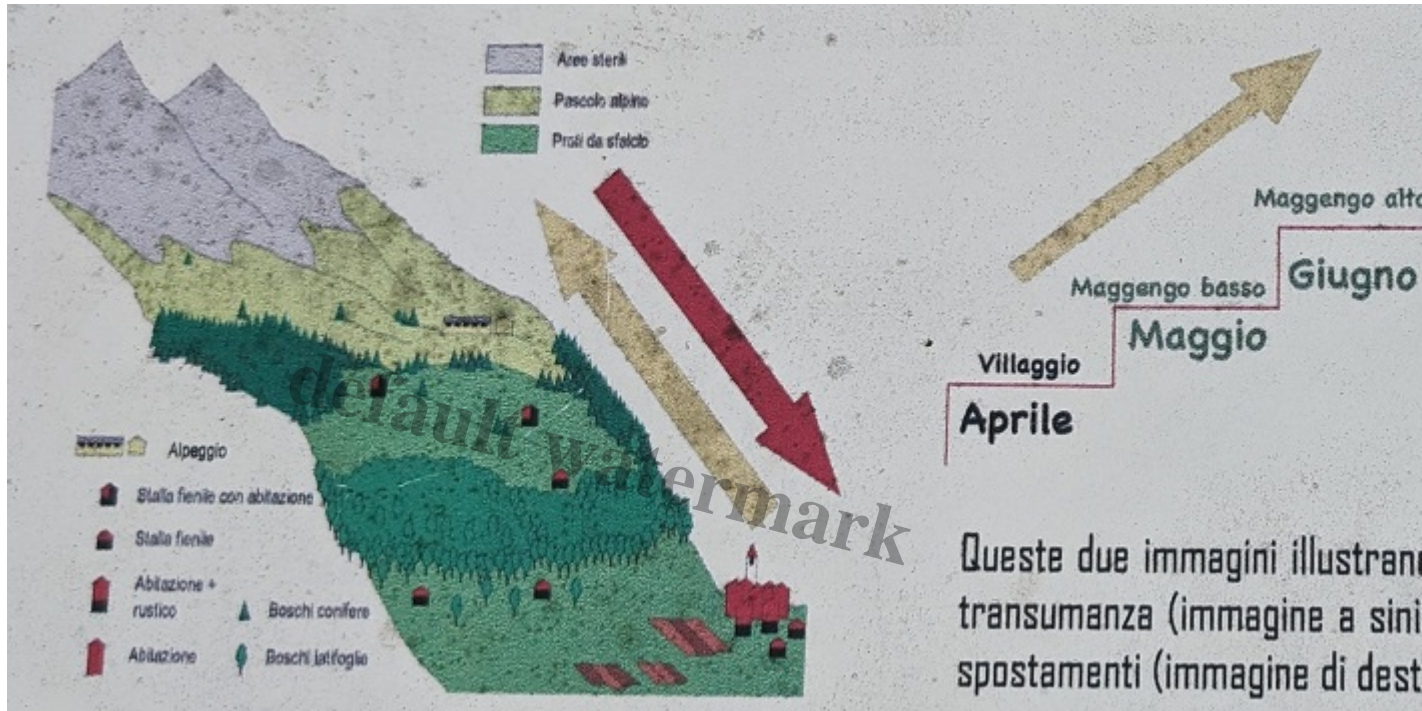 Aree sterili
Pascolo alpino
Prati da sfalcio
Maggengo alto
Giugno
Maggengo basso
Maggio
Villaggio
Aprile
Alpeggio
Stalla fienile con abitazione
Stalla fienile
Abitazione +
rustico
Boschi conifere
Abitazione
Boschi latifoglie
default watermark
Queste due immagini illustran
transumanza (immagine a sini
spostamenti (immagine di dest